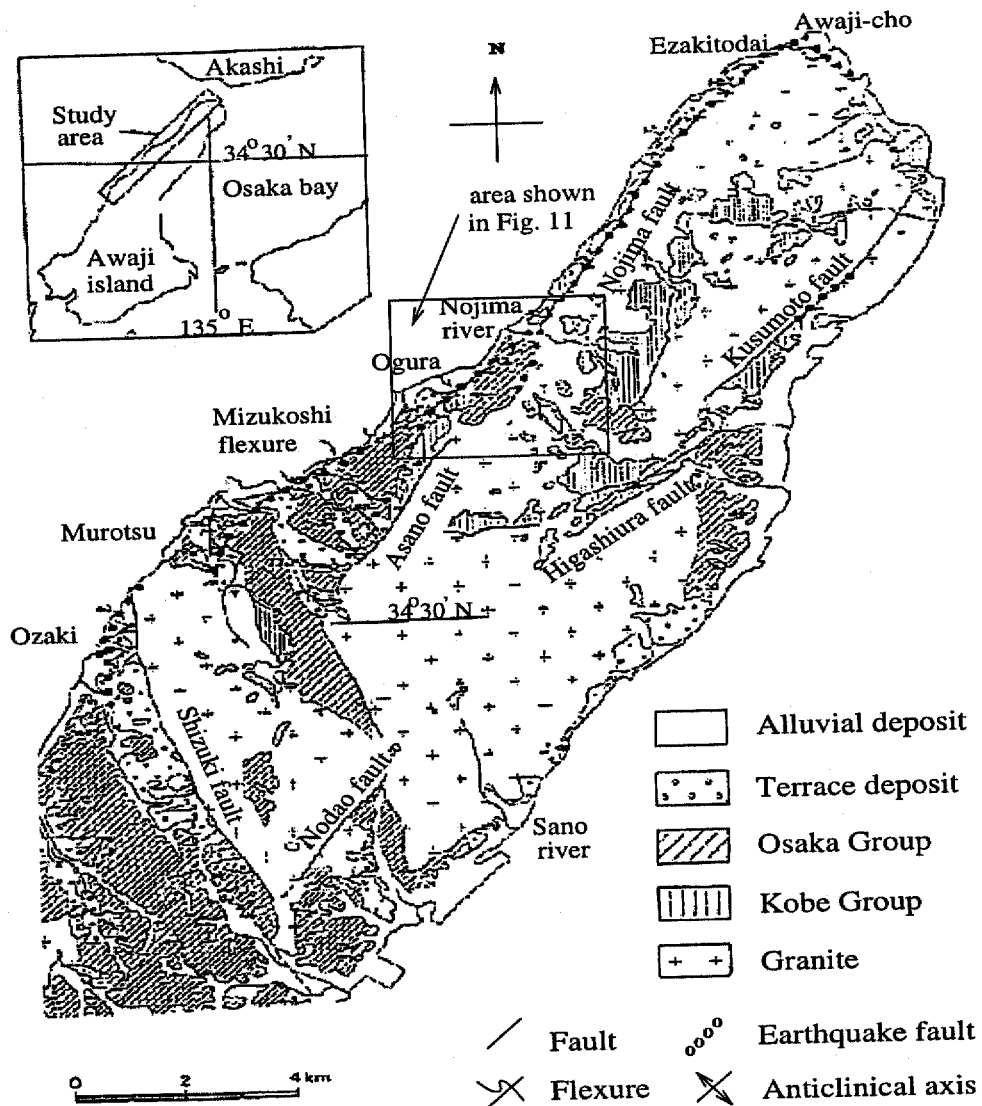 Akashi
Study
area
34° 30' N
Osaka bay
Awaji
island
135° E
N
area shown
in Fig. 11
Awaji-cho
Ezakitodai
Nojima fault
Kusumoto fault
Nojima
river
Ogura
Mizukoshi
flexure
Asano fault
Higashiura fault
Murotsu
34°30' N
Ozaki
Shizuki fault
Nodao fault
Sano
river
Alluvial deposit
Terrace deposit
Osaka Group
Kobe Group
Granite
Fault
Earthquake fault
Flexure
Anticlinical axis
0 2 4 km